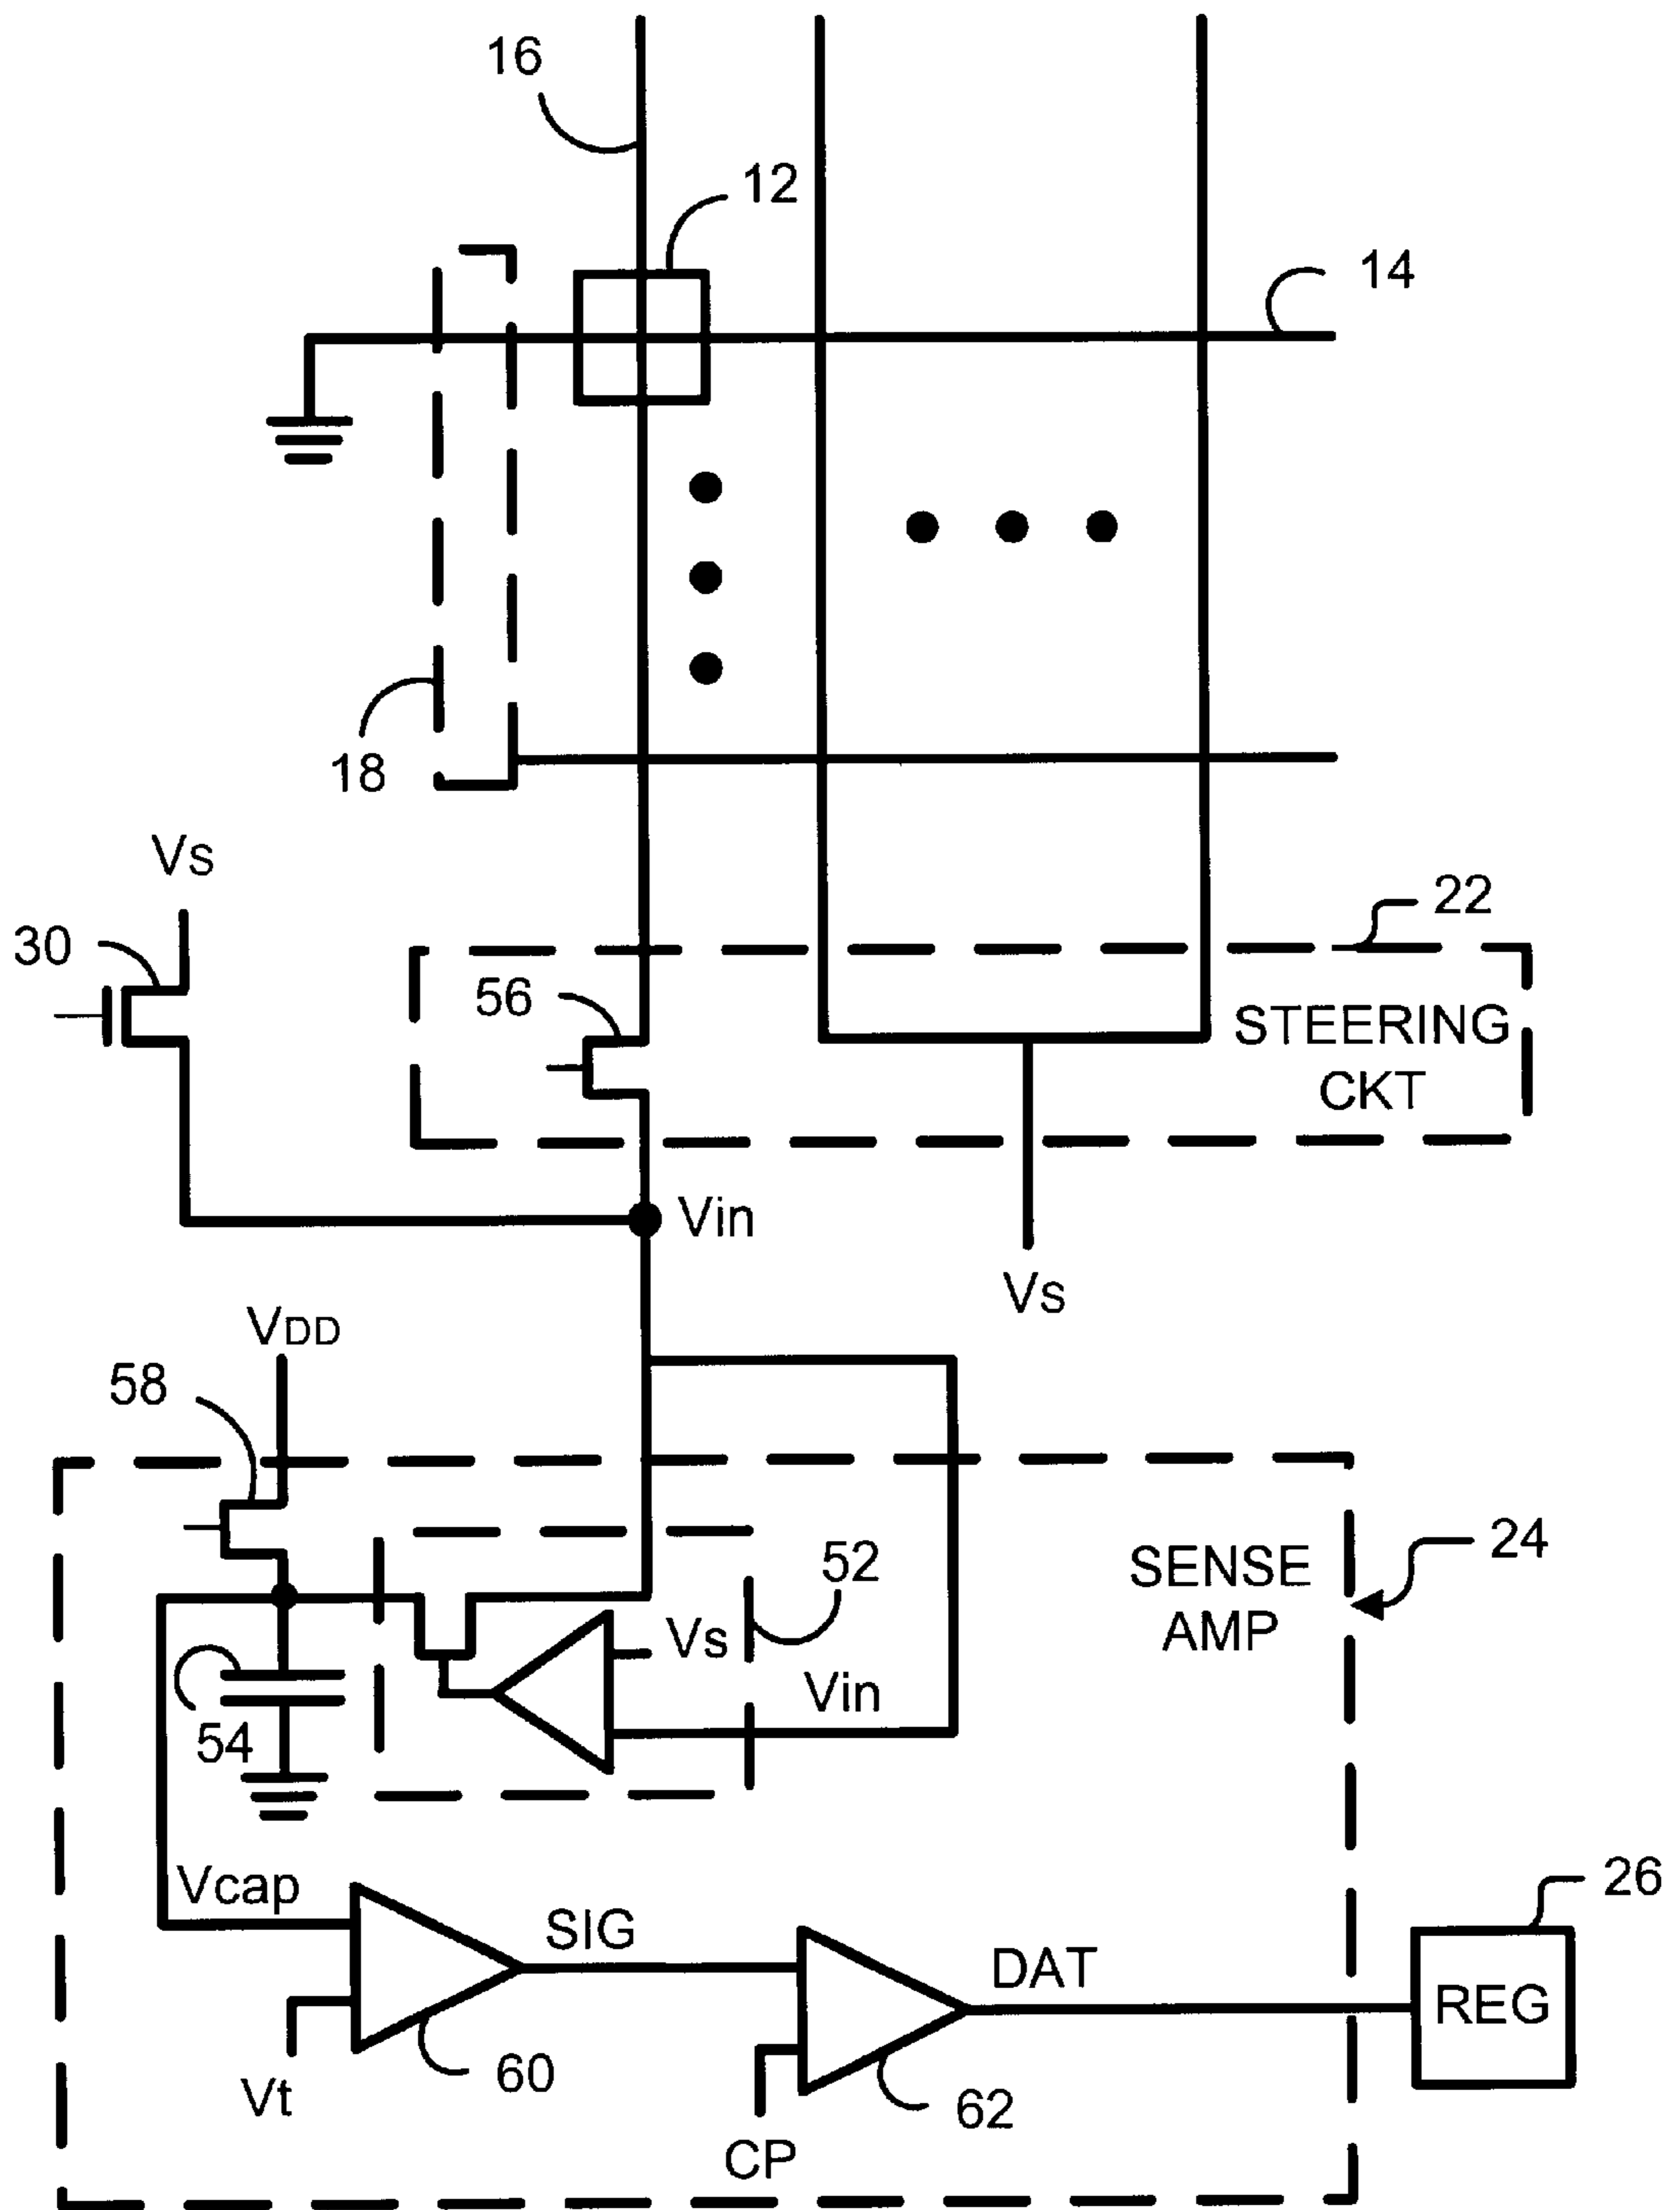 16
12
14
18
Vs
30
22
56
STEERING
CKT
Vin
Vs
VDD
58
24
52
SENSE
AMP
Vs
Vin
54
Vcap
26
SIG
DAT
REG
60
Vt
62
CP